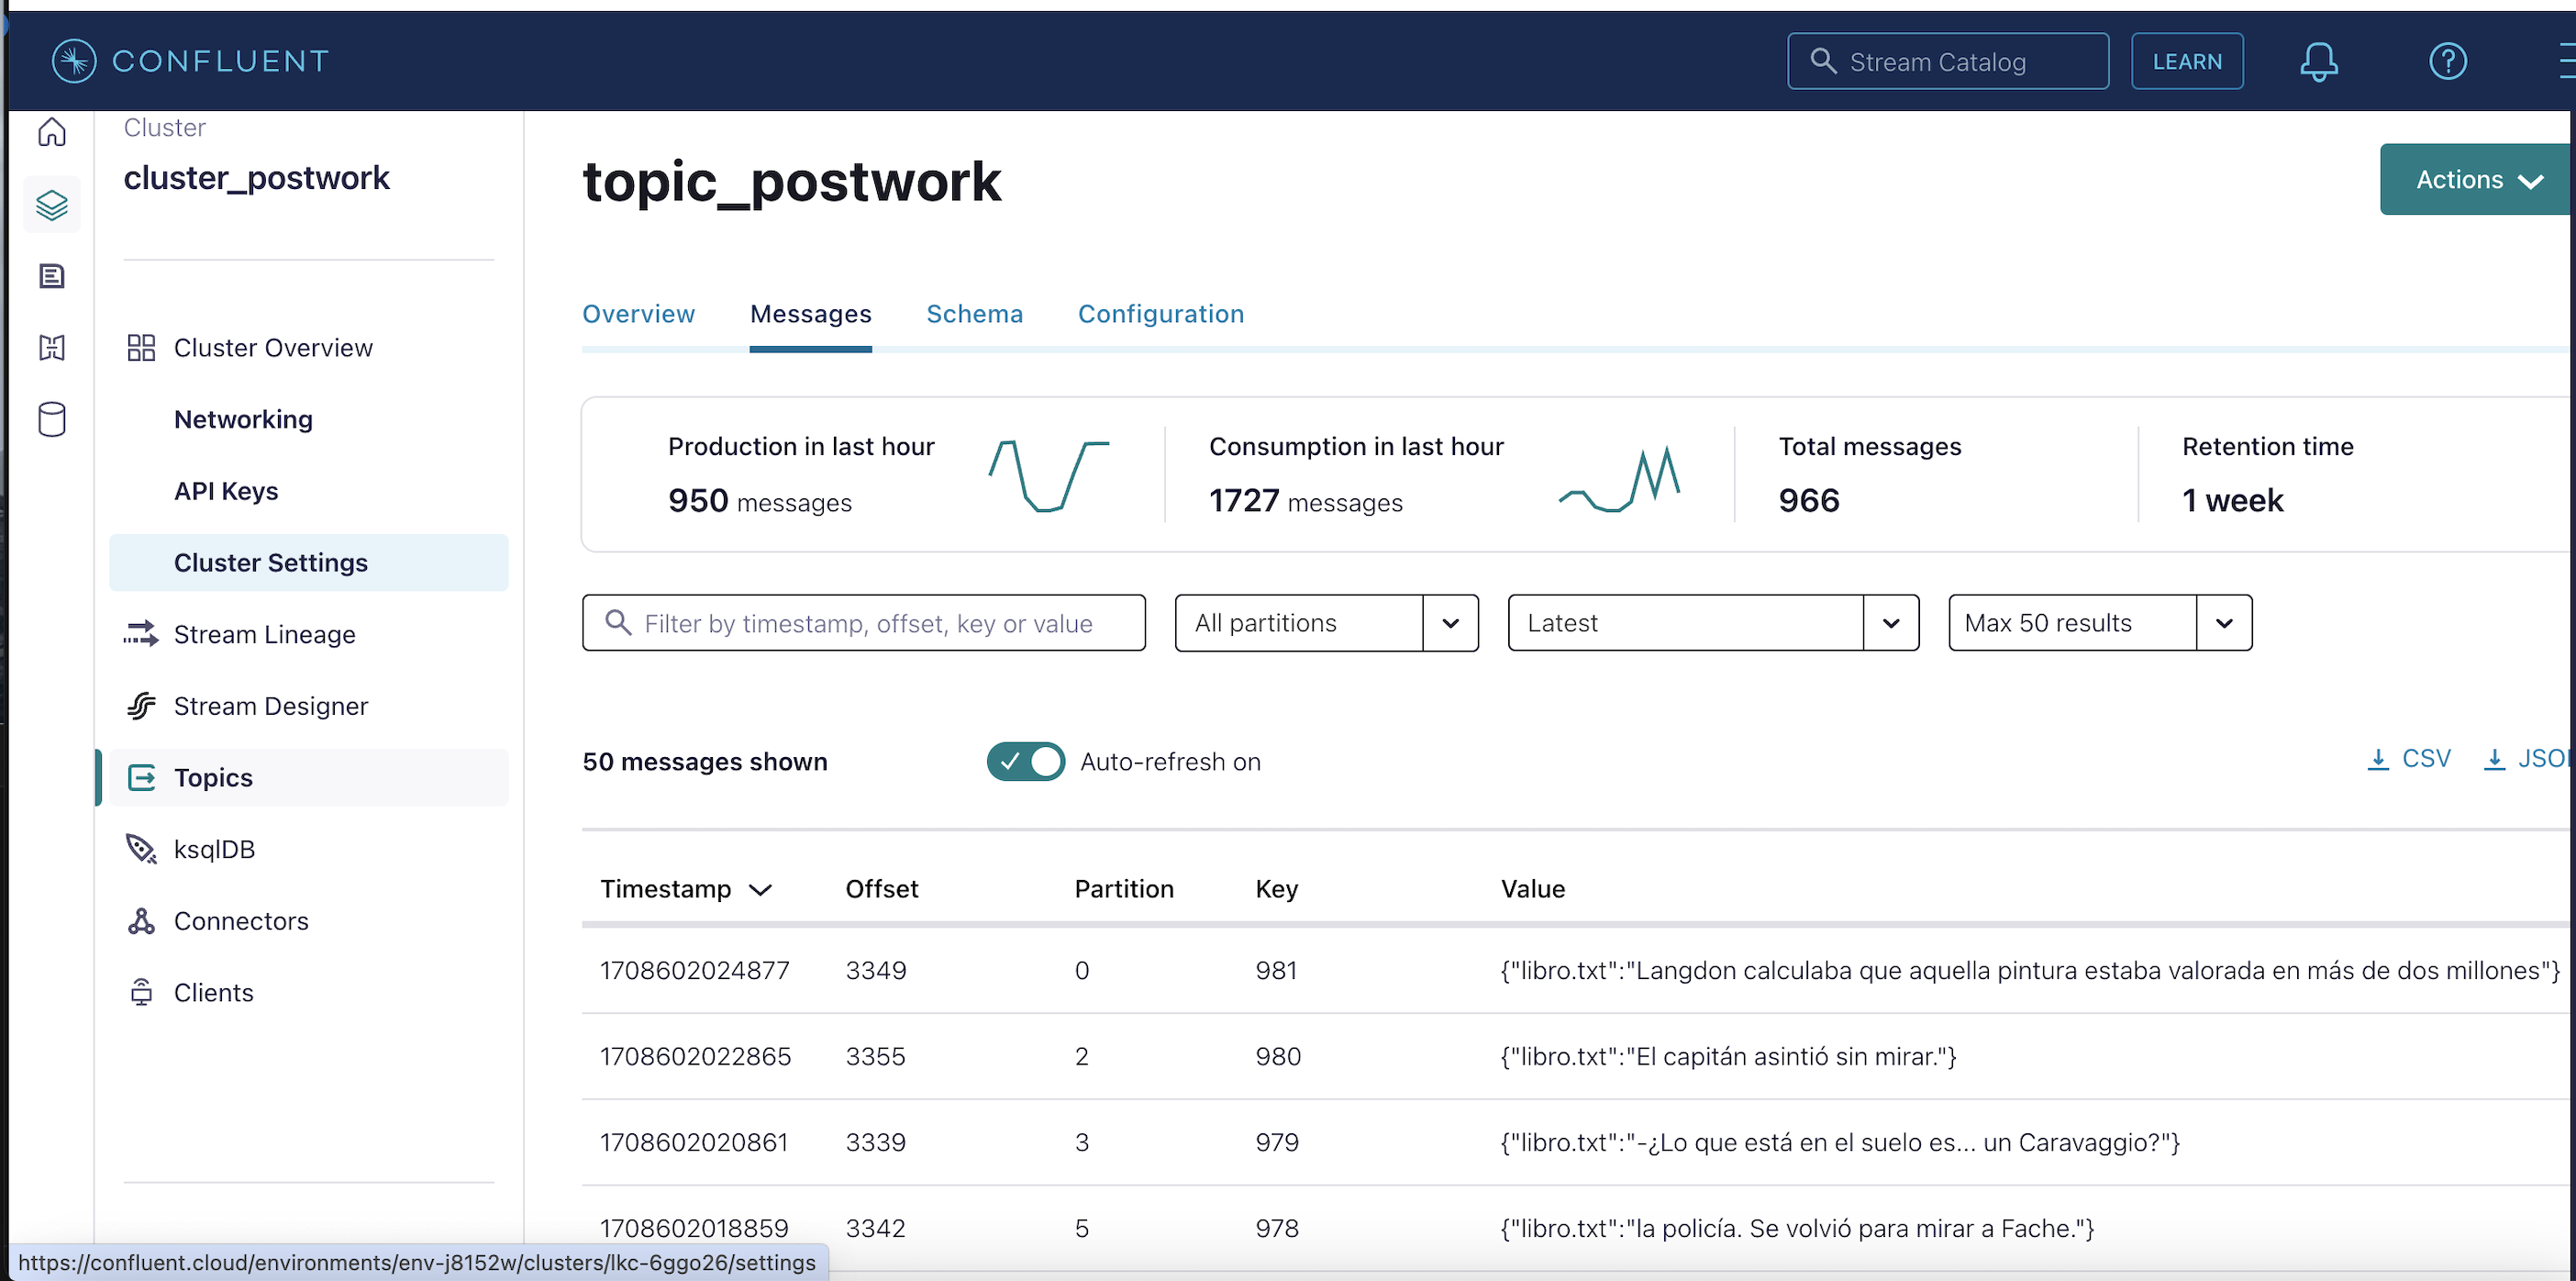 CONFLUENT
Stream Catalog
LEARN
Cluster
cluster_postwork
Cluster Overview
Networking
API Keys
Cluster Settings
Stream Lineage
Stream Designer
Topics
ksqlDB
Connectors
Clients
topic_postwork
Actions
Overview Messages Schema Configuration
Production in last hour
950 messages
Consumption in last hour
1727 messages
Total messages
966
Retention time
1 week
Filter by timestamp, offset, key or value
All partitions
Latest
Max 50 results
50 messages shown
Auto-refresh on
CSV
Timestamp Offset Partition Key Value
1708602024877 3349 0 981 {"libro.txt":"Langdon calculaba que aquella pintura estaba valorada en más de dos millones"}
1708602022865 3355 2 980 {"libro.txt":"El capitán asintió sin mirar."}
1708602020861 3339 3 979 {"libro.txt":"-¿Lo que está en el suelo es... un Caravaggio?"}
1708602018859 3342 5 978 {"libro.txt":"la policía. Se volvió para mirar a Fache."}
https://confluent.cloud/environments/env-j8152w/clusters/lkc-6ggo26/settings